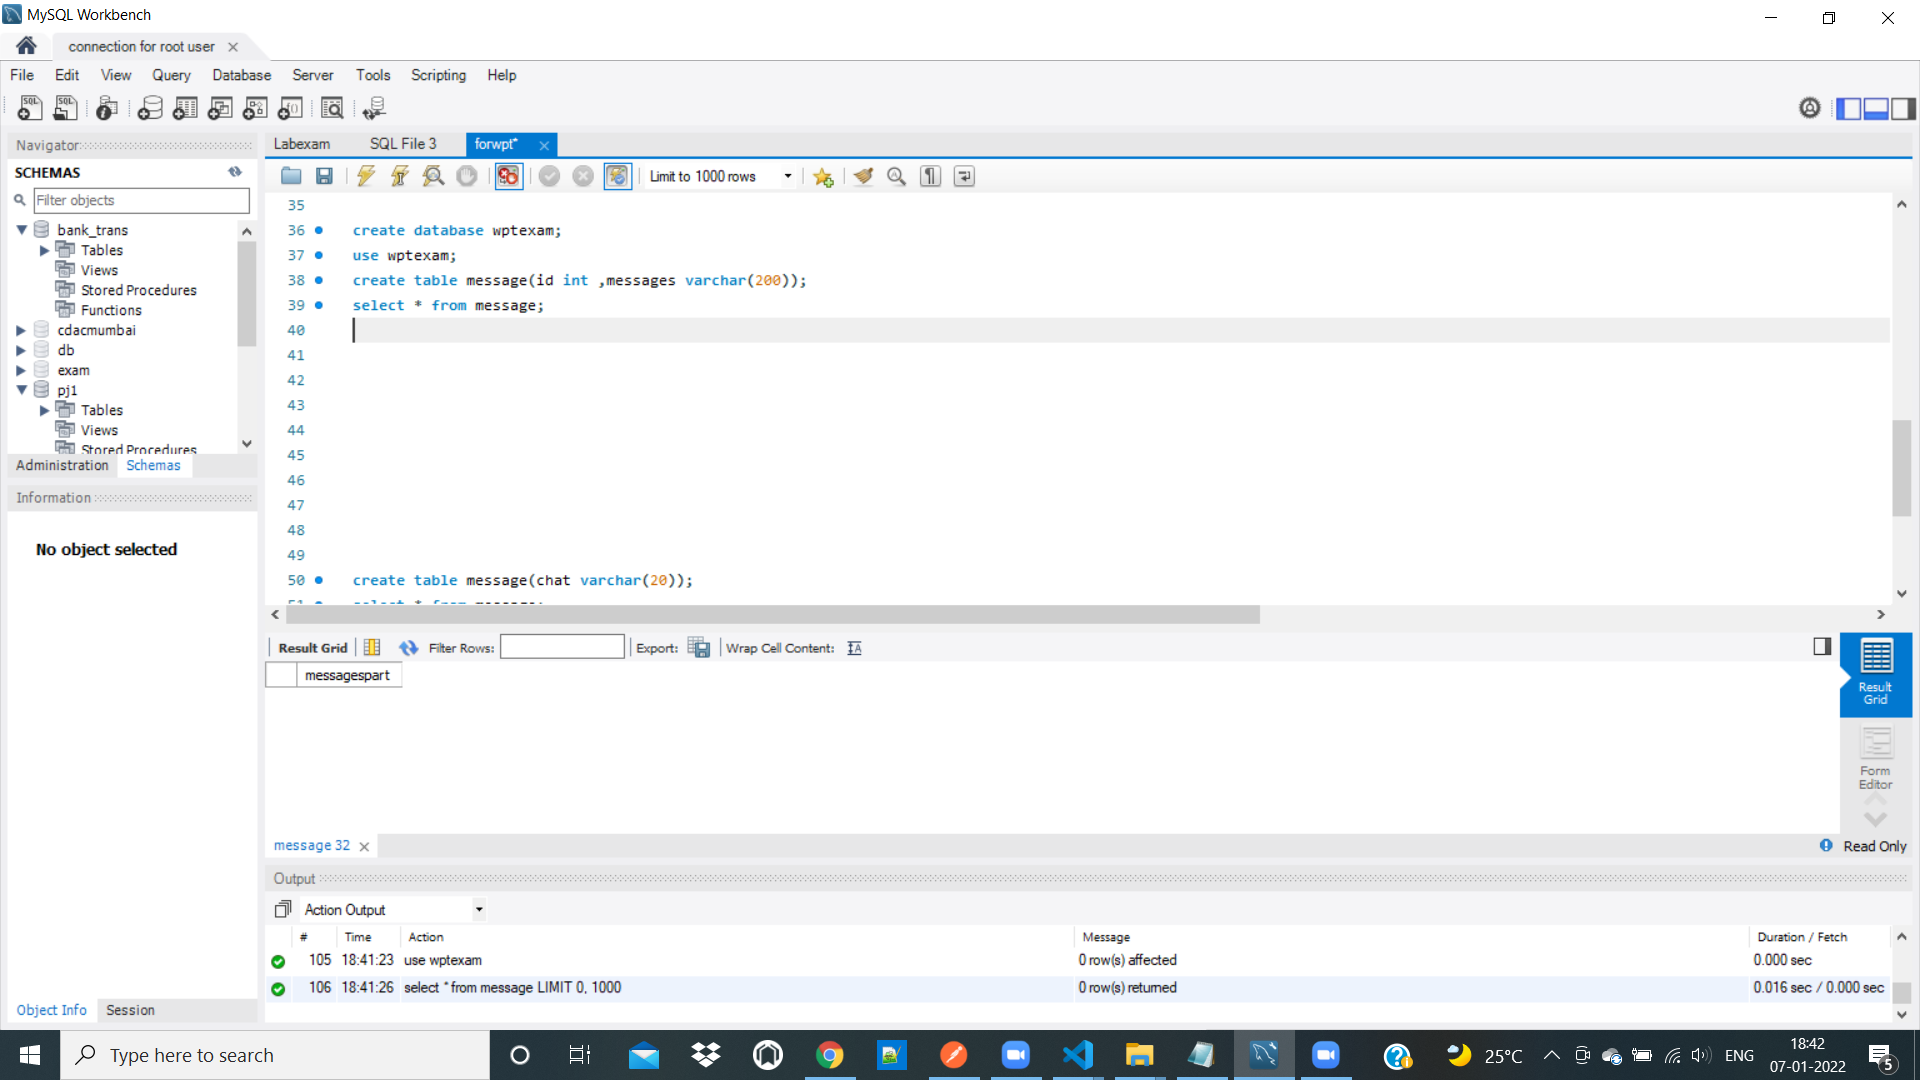 MySQL Workbench
connection for root user
File Edit View Query Database Server Tools Scripting Help
Navigator
SCHEMAS
Filter objects
bank_trans
Tables
Views
Stored Procedures
Functions
cdacmumbai
db
exam
pj1
Tables
Views
Stored Procedures
Administration Schemas
Information
No object selected
Object Info Session
Labexam SQL File 3 forwpt*
Limit to 1000 rows
35
36 create database wptexam;
37 use wptexam;
38 create table message(id int ,messages varchar(200));
39 select * from message;
40
41
42
43
44
45
46
47
48
49
50 create table message(chat varchar(20));
51 select * from message;
Result Grid Filter Rows: Export: Wrap Cell Content:
messagespart
Result Grid
Form Editor
message 32
Read Only
Output
Action Output
# Time Action Message Duration / Fetch
105 18:41:23 use wptexam 0 row(s) affected 0.000 sec
106 18:41:26 select * from message LIMIT 0, 1000 0 row(s) returned 0.016 sec / 0.000 sec
Type here to search
25°C ENG
18:42
07-01-2022
5